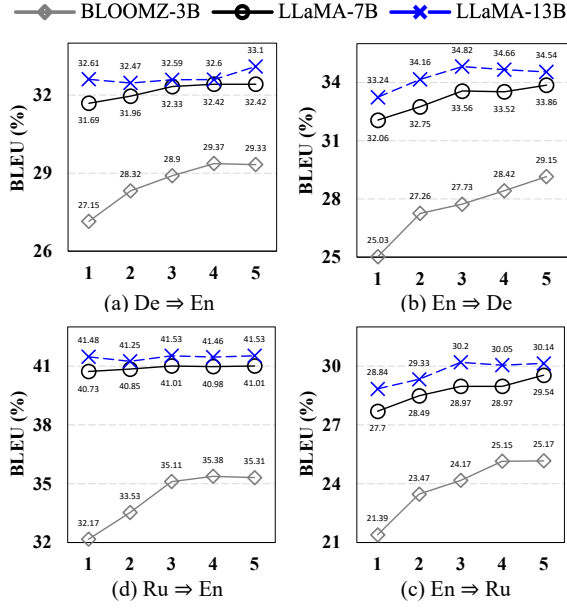 BLOOMZ-3B LLaMA-7B LLaMA-13B
BLEU (%)
32
29
26
32.61 32.47 32.59 32.6 33.1
31.69 31.96 32.33 32.42 32.42
27.15 28.32 28.9 29.37 29.33
1 2 3 4 5
(a) De ⇒ En
BLEU (%)
34
31
28
25
33.24 34.16 34.82 34.66 34.54
32.06 32.75 33.56 33.52 33.86
25.03 27.26 27.73 28.42 29.15
1 2 3 4 5
(b) En ⇒ De
BLEU (%)
41
38
35
32
41.48 41.25 41.53 41.46 41.53
40.73 40.85 41.01 40.98 41.01
32.17 33.53 35.11 35.38 35.31
1 2 3 4 5
(d) Ru ⇒ En
BLEU (%)
30
27
24
21
28.84 29.33 30.2 30.05 30.14
27.7 28.49 28.97 28.97 29.54
21.39 23.47 24.17 25.15 25.17
1 2 3 4 5
(c) En ⇒ Ru